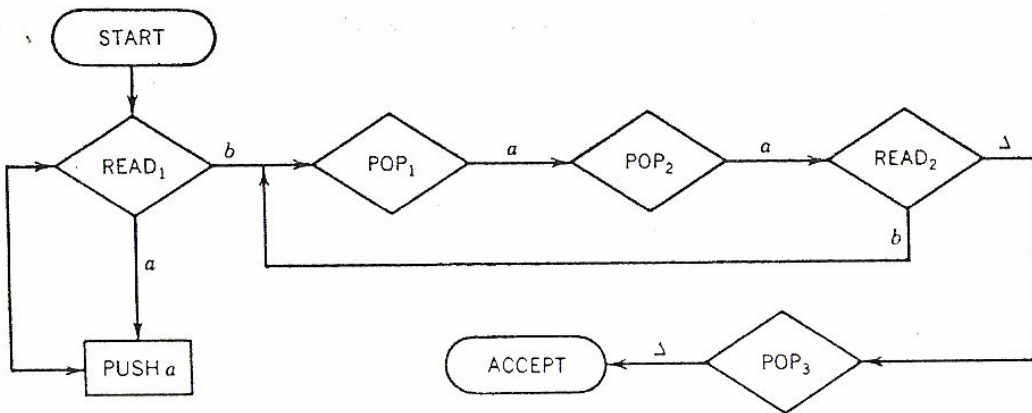 START
READ₁
b
POP₁
a
POP₂
a
READ₂
Δ
a
b
PUSH a
ACCEPT
Δ
POP₃